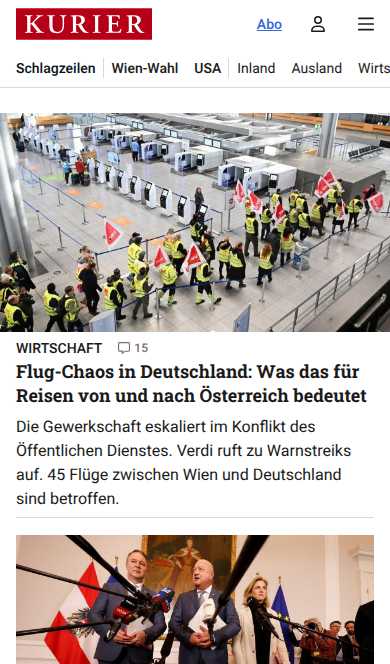 KURIER
Abo
Schlagzeilen Wien-Wahl USA Inland Ausland Wirts
WIRTSCHAFT 15
Flug-Chaos in Deutschland: Was das für
Reisen von und nach Österreich bedeutet
Die Gewerkschaft eskaliert im Konflikt des
Öffentlichen Dienstes. Verdi ruft zu Warnstreiks
auf. 45 Flüge zwischen Wien und Deutschland
sind betroffen.